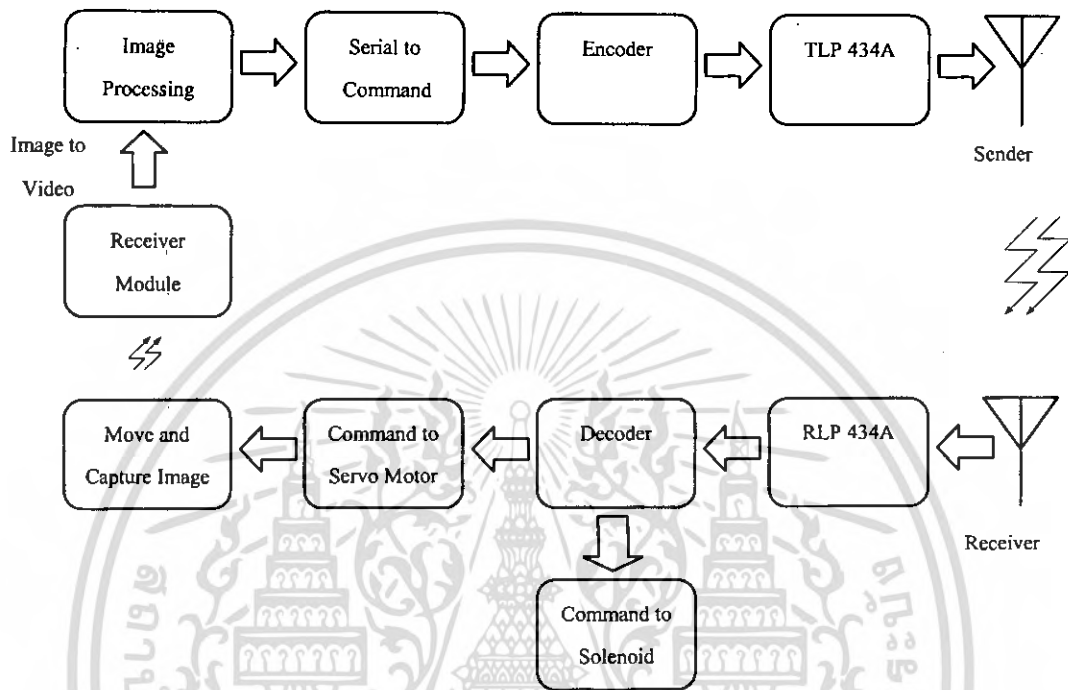 Image
Processing
Serial to
Command
Encoder
TLP 434A
Sender
Image to
Video
Receiver
Module
Move and
Capture Image
Command to
Servo Motor
Decoder
RLP 434A
Receiver
Command to
Solenoid